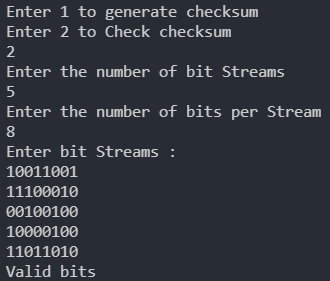 Enter 1 to generate checksum
Enter 2 to Check checksum
2
Enter the number of bit Streams
5
Enter the number of bits per Stream
8
Enter bit Streams :
10011001
11100010
00100100
10000100
11011010
Valid bits